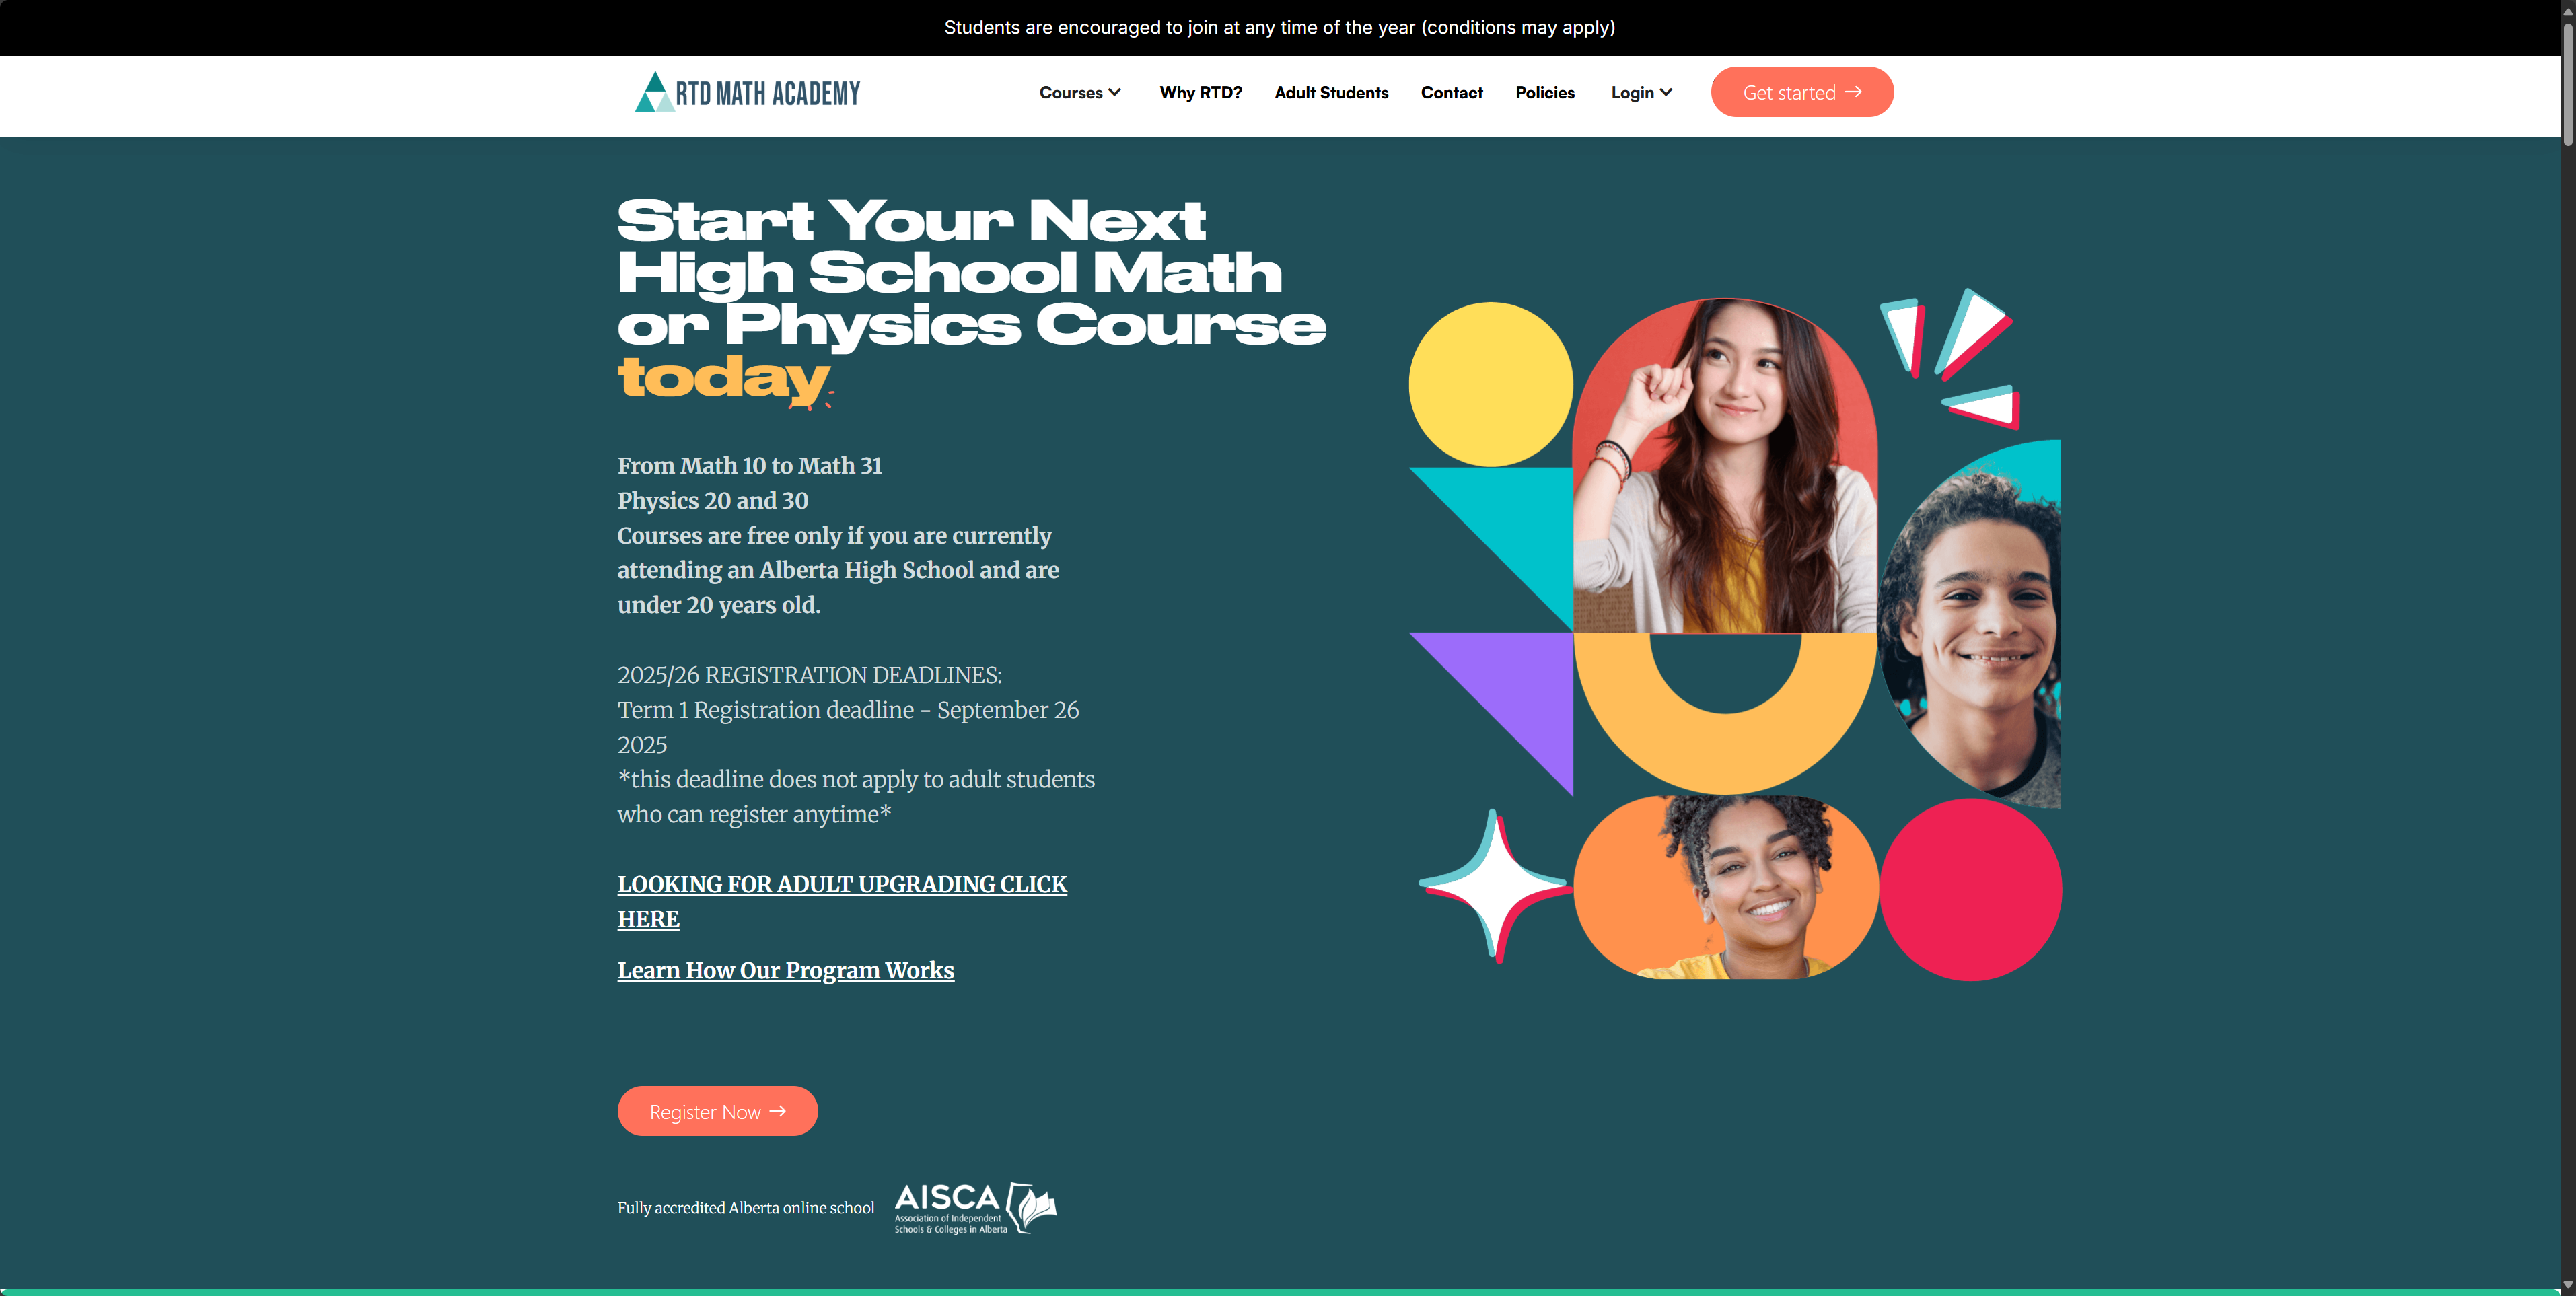 Students are encouraged to join at any time of the year (conditions may apply)
RTD MATH ACADEMY
Courses
Why RTD?
Adult Students
Contact
Policies
Login
Get started →
Start Your Next
High School Math
or Physics Course
today
From Math 10 to Math 31
Physics 20 and 30
Courses are free only if you are currently
attending an Alberta High School and are
under 20 years old.
2025/26 REGISTRATION DEADLINES:
Term 1 Registration deadline - September 26
2025
*this deadline does not apply to adult students
who can register anytime*
LOOKING FOR ADULT UPGRADING CLICK
HERE
Learn How Our Program Works
Register Now →
Fully accredited Alberta online school
AISCA
Association of Independent
Schools & Colleges in Alberta